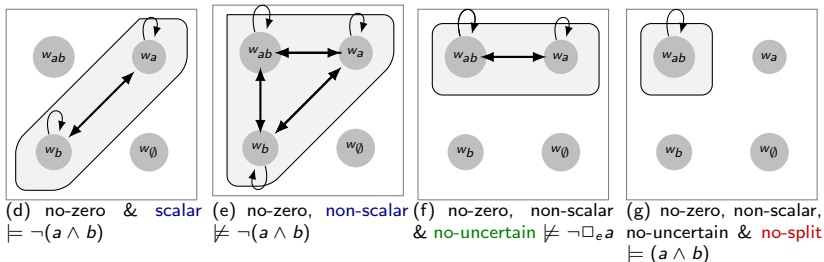 w_ab w_a
w_b w_∅
(d) no-zero & scalar
⊨ ¬(a ∧ b)
w_ab w_a
w_b w_∅
(e) no-zero, non-scalar
⊭ ¬(a ∧ b)
w_ab w_a
w_b w_∅
(f) no-zero, non-scalar
& no-uncertain ⊭ ¬□_e a
w_ab w_a
w_b w_∅
(g) no-zero, non-scalar,
no-uncertain & no-split
⊨ (a ∧ b)